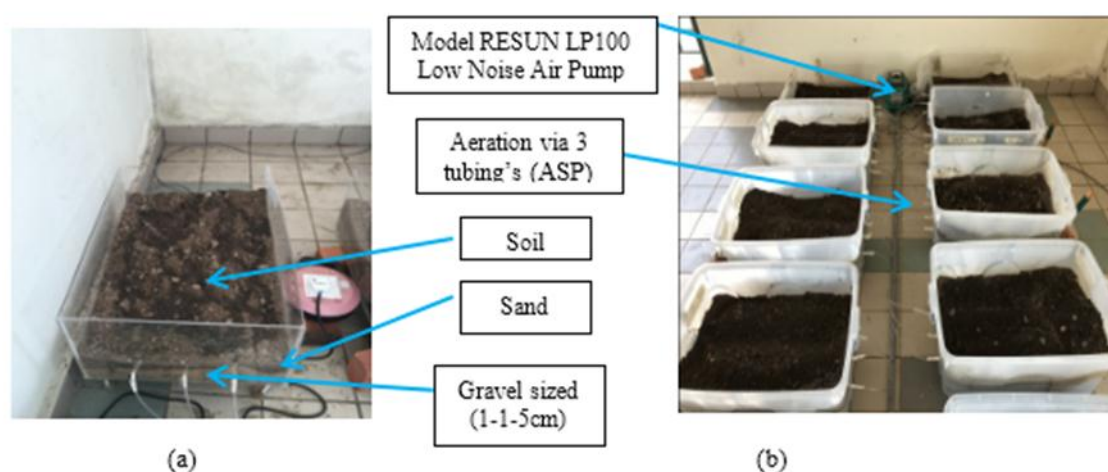 Model RESUN LP100
Low Noise Air Pump
Aeration via 3
tubing's (ASP)
Soil
Sand
Gravel sized
(1-1-5cm)
(a)
(b)